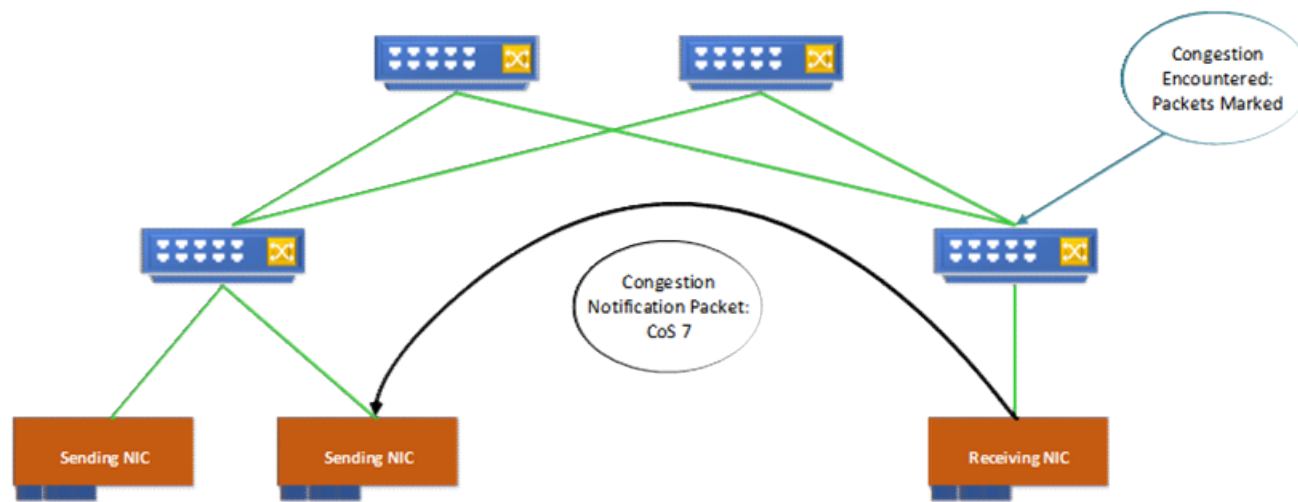 Congestion
Encountered:
Packets Marked
Congestion
Notification Packet:
CoS 7
Sending NIC
Sending NIC
Receiving NIC